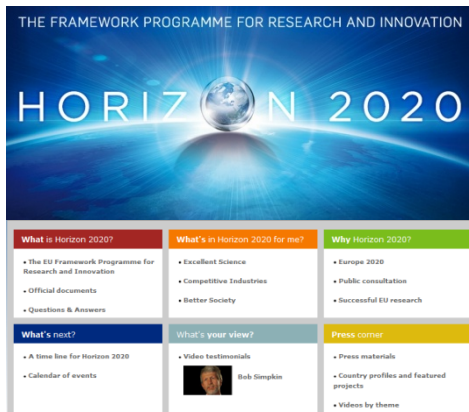 THE FRAMEWORK PROGRAMME FOR RESEARCH AND INNOVATION
HORIZON 2020
What is Horizon 2020?
• The EU Framework Programme for
Research and Innovation
• Official documents
• Questions & Answers
What's in Horizon 2020 for me?
• Excellent Science
• Competitive Industries
• Better Society
Why Horizon 2020?
• Europe 2020
• Public consultation
• Successful EU research
What's next?
• A time line for Horizon 2020
• Calendar of events
What's your view?
• Video testimonials
Bob Simpkin
Press corner
• Press materials
• Country profiles and featured
projects
• Videos by theme